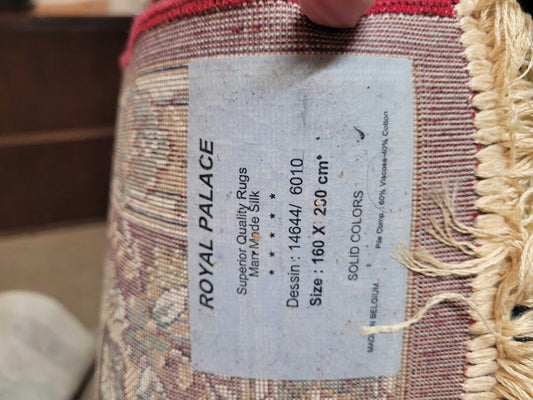 ROYAL PALACE
Superior Quality Rugs
Man Made Silk
★ ★ ★ ★ ★
Dessin : 14644/ 6010
Size : 160 X 230 cm*
SOLID COLORS
Pile Comp. : 60% Viscose-40% Cotton
MADE IN BELGIUM.